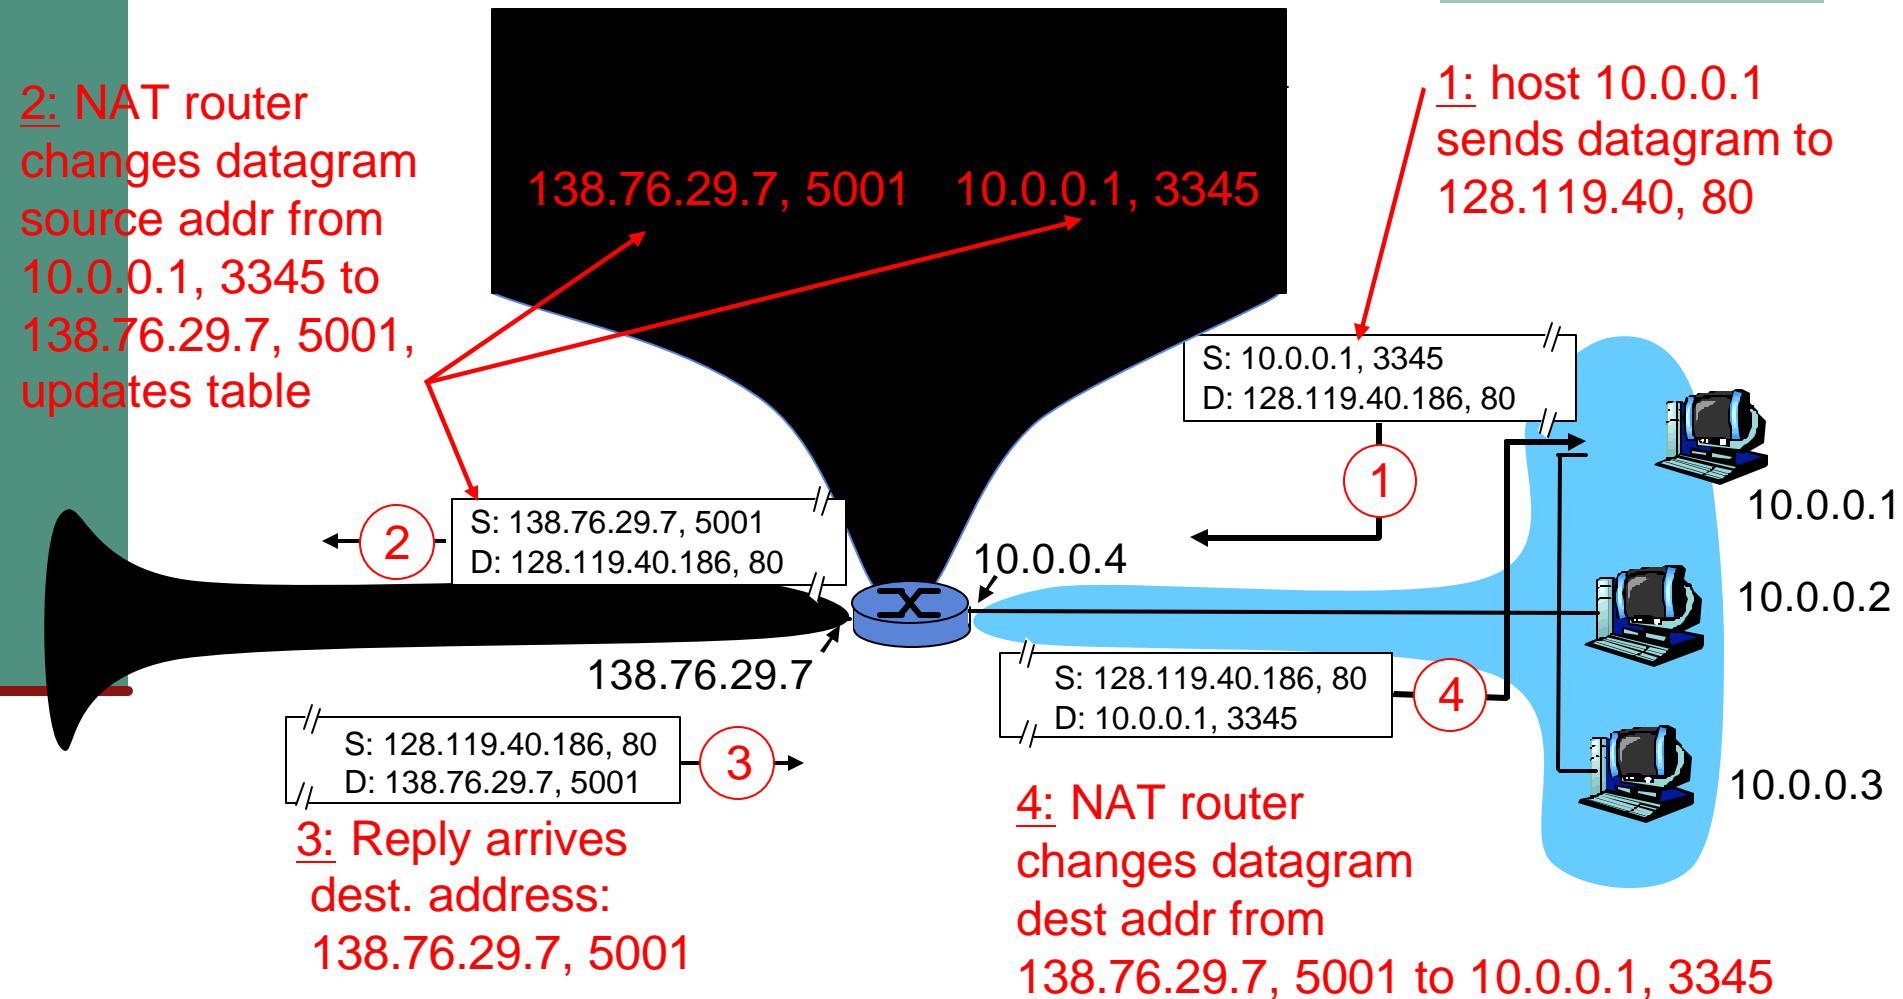 2: NAT router
changes datagram
source addr from
10.0.0.1, 3345 to
138.76.29.7, 5001,
updates table
138.76.29.7, 5001 10.0.0.1, 3345
1: host 10.0.0.1
sends datagram to
128.119.40, 80
S: 10.0.0.1, 3345
D: 128.119.40.186, 80
1
10.0.0.1
S: 138.76.29.7, 5001
D: 128.119.40.186, 80
2
10.0.0.4
10.0.0.2
138.76.29.7
S: 128.119.40.186, 80
D: 10.0.0.1, 3345
4
S: 128.119.40.186, 80
D: 138.76.29.7, 5001
3
10.0.0.3
3: Reply arrives
dest. address:
138.76.29.7, 5001
4: NAT router
changes datagram
dest addr from
138.76.29.7, 5001 to 10.0.0.1, 3345